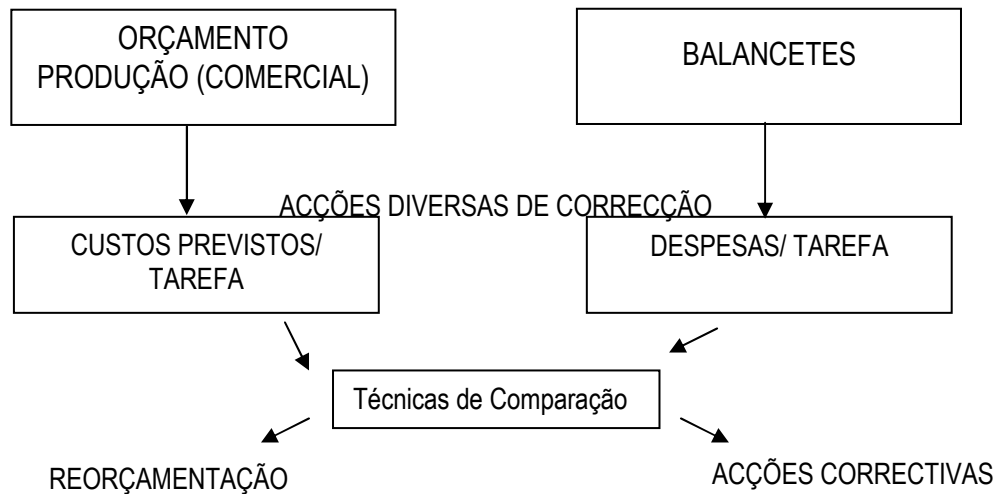 ORÇAMENTO
PRODUÇÃO (COMERCIAL)
BALANCETES
ACÇÕES DIVERSAS DE CORRECÇÃO
CUSTOS PREVISTOS/
TAREFA
DESPESAS/ TAREFA
Técnicas de Comparação
REORÇAMENTAÇÃO
ACÇÕES CORRECTIVAS